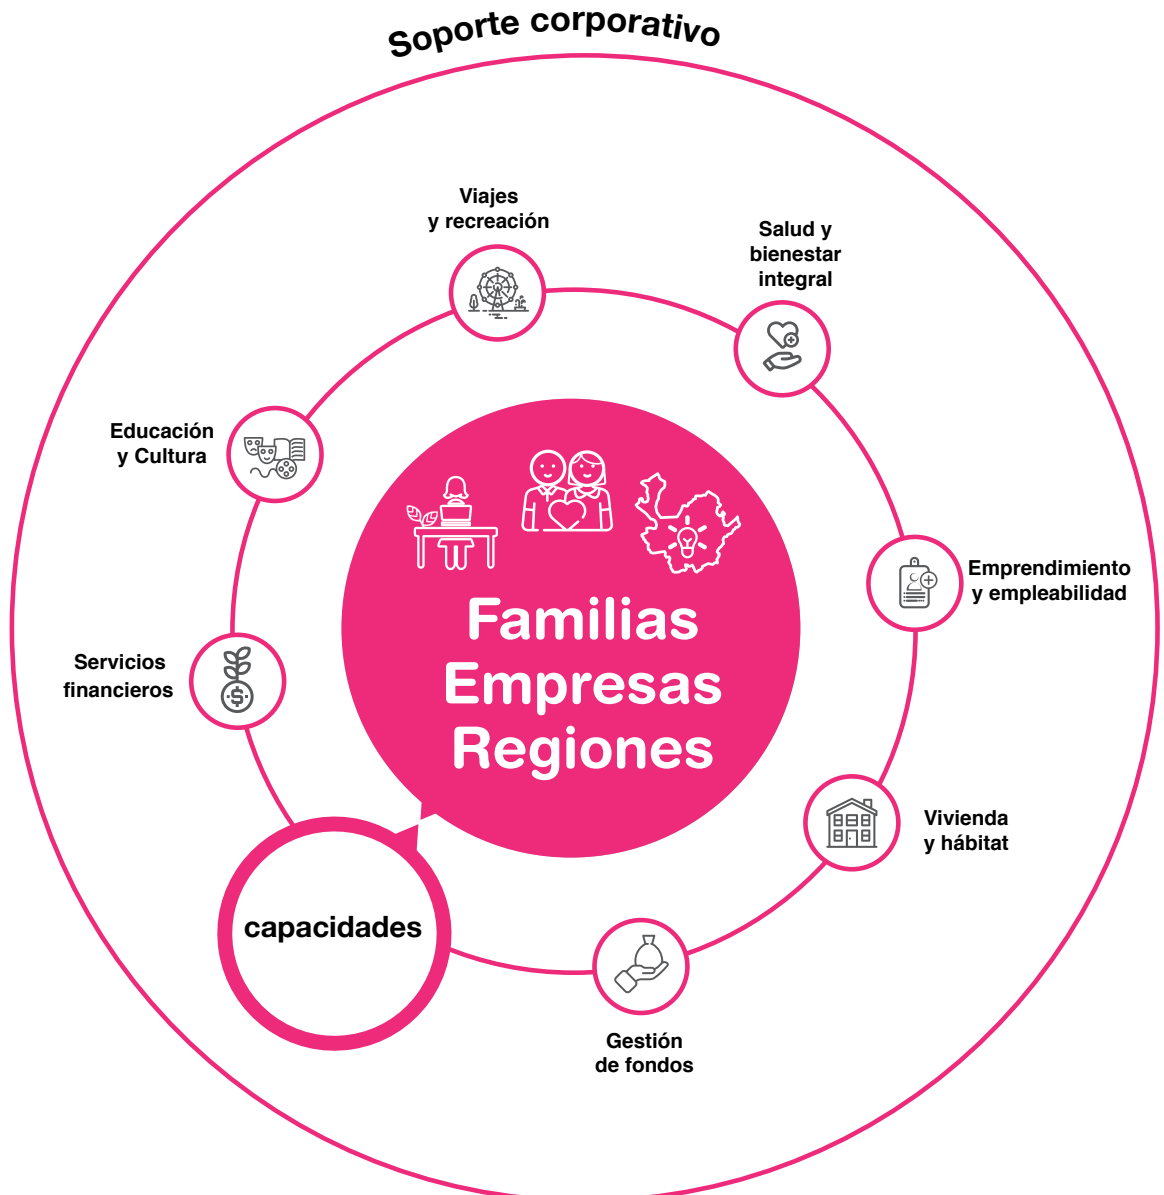 Soporte corporativo
Viajes
y recreación
Salud y
bienestar
integral
Educación
y Cultura
Emprendimiento
y empleabilidad
Familias
Empresas
Regiones
Servicios
financieros
Vivienda
y hábitat
capacidades
Gestión
de fondos